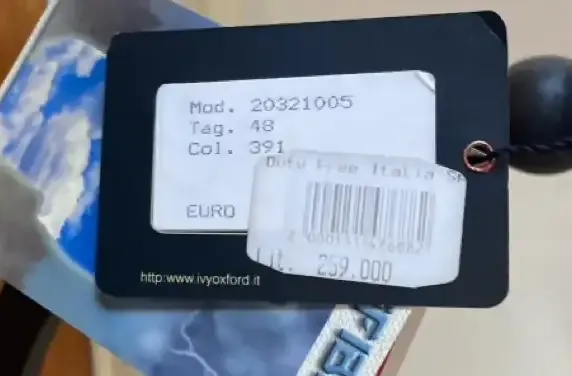 Mod. 20321005
Tag. 48
Col. 391
EURO
Duty Free Italia
Lit. 259.000
http:www.ivyoxford.it